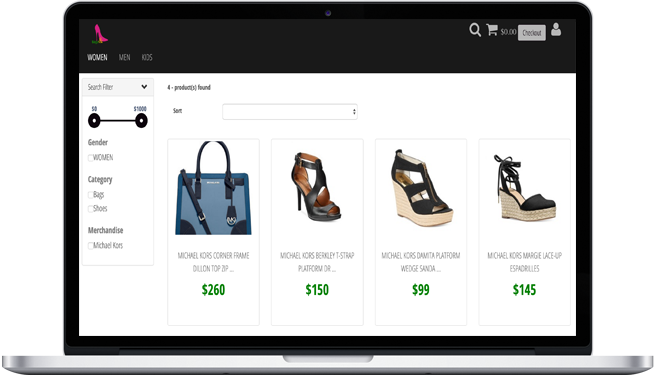 $0.00 Checkout
WOMEN MEN KIDS
Search Filter
4 - product(s) found
$0 $1000
Sort
Gender
WOMEN
Category
Bags
Shoes
Merchandise
Michael Kors
MICHAEL KORS CORNER FRAME
DILLON TOP ZIP ...
$260
MICHAEL KORS BERKLEY T-STRAP
PLATFORM DR ...
$150
MICHAEL KORS DAMITA PLATFORM
WEDGE SANDA ...
$99
MICHAEL KORS MARGIE LACE-UP
ESPADRILLES
$145